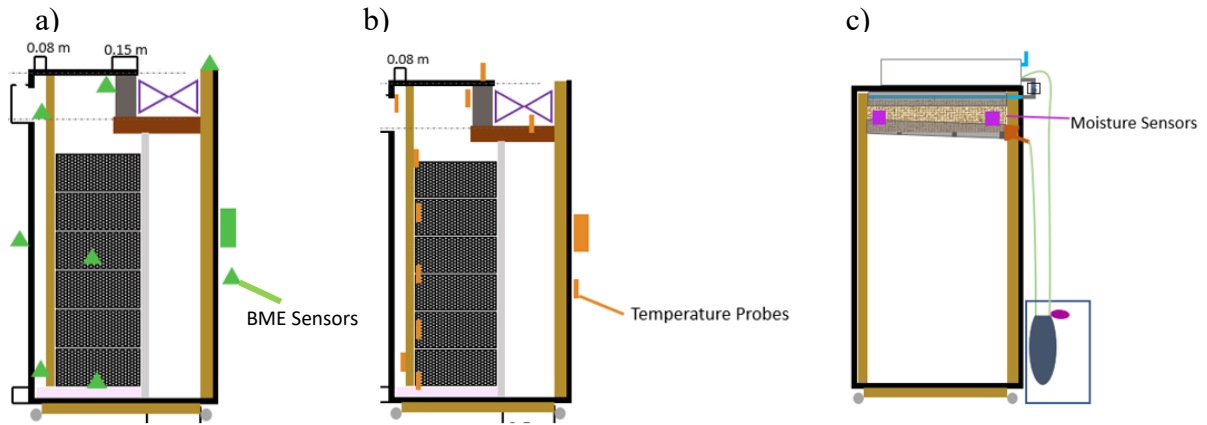 a)
b)
c)
0.08 m
0.15 m
0.08 m
Moisture Sensors
BME Sensors
Temperature Probes